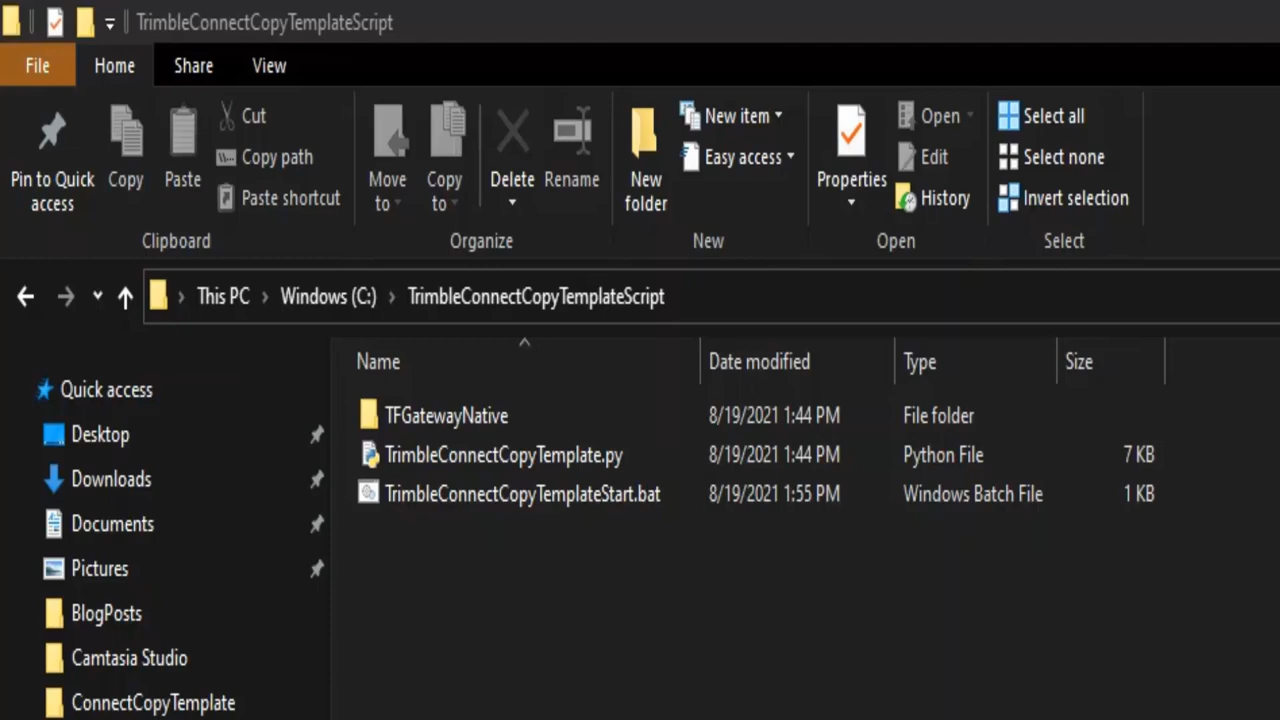 TrimbleConnectCopyTemplateScript
File Home Share View
Pin to Quick access
Copy
Paste
Cut
Copy path
Paste shortcut
Clipboard
Move to
Copy to
Delete
Rename
Organize
New folder
New item
Easy access
New
Properties
Open
Edit
History
Open
Select all
Select none
Invert selection
Select
This PC Windows (C:) TrimbleConnectCopyTemplateScript
Quick access
Desktop
Downloads
Documents
Pictures
BlogPosts
Camtasia Studio
ConnectCopyTemplate
Name Date modified Type Size
TFGatewayNative 8/19/2021 1:44 PM File folder
TrimbleConnectCopyTemplate.py 8/19/2021 1:44 PM Python File 7 KB
TrimbleConnectCopyTemplateStart.bat 8/19/2021 1:55 PM Windows Batch File 1 KB